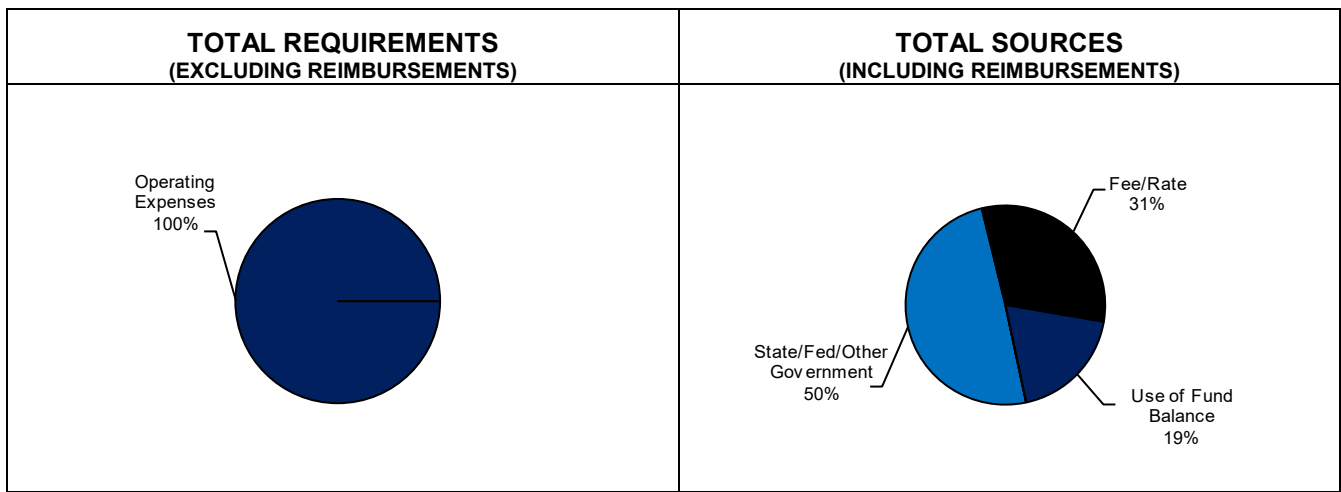 TOTAL REQUIREMENTS
(EXCLUDING REIMBURSEMENTS)
Operating
Expenses
100%
TOTAL SOURCES
(INCLUDING REIMBURSEMENTS)
Fee/Rate
31%
State/Fed/Other
Government
50%
Use of Fund
Balance
19%